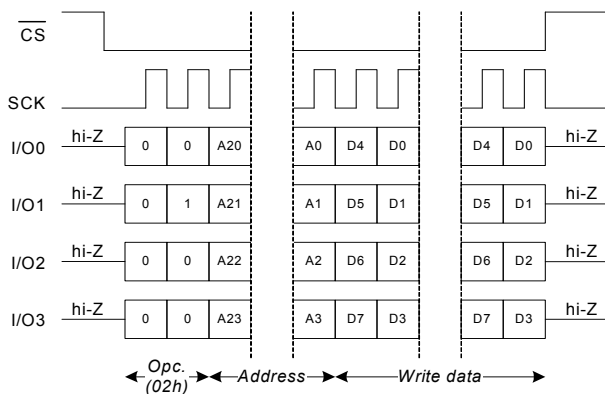 CS
SCK
hi-Z I/O0 0 0 A20 A0 D4 D0 D4 D0 hi-Z
hi-Z I/O1 0 1 A21 A1 D5 D1 D5 D1 hi-Z
hi-Z I/O2 0 0 A22 A2 D6 D2 D6 D2 hi-Z
hi-Z I/O3 0 0 A23 A3 D7 D3 D7 D3 hi-Z
Opc. (02h) Address Write data